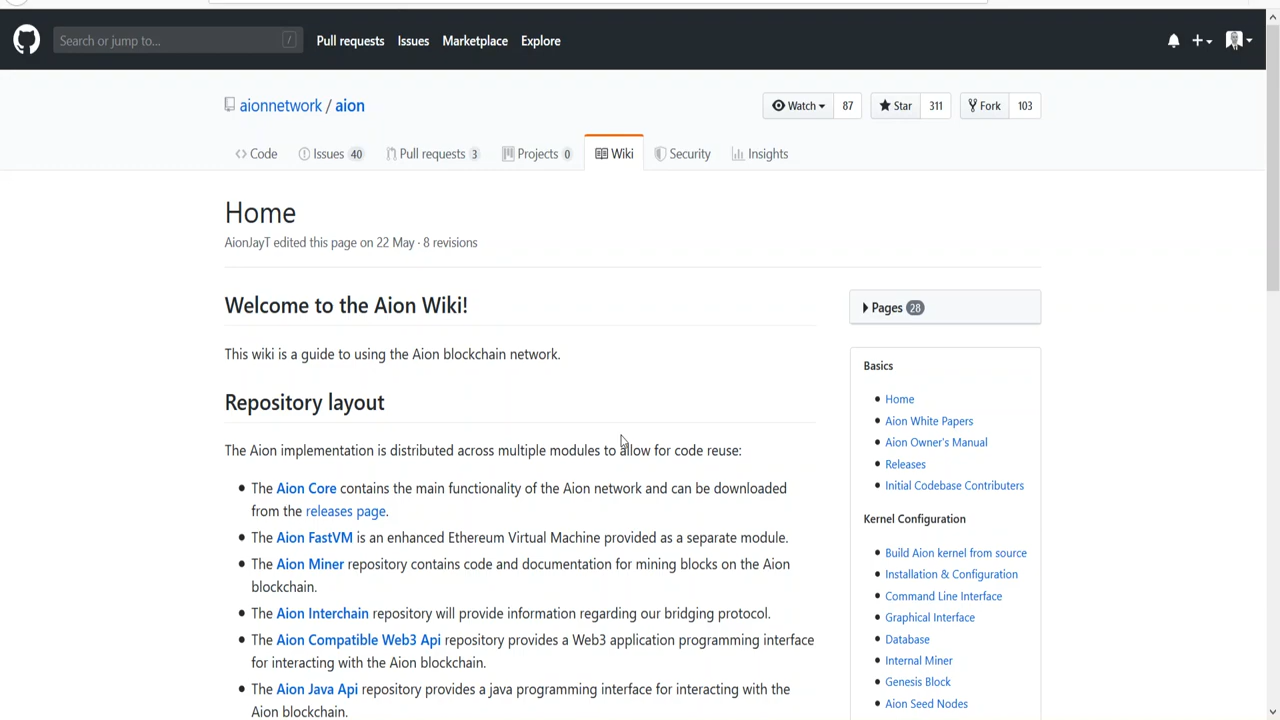 Search or jump to... /
Pull requests Issues Marketplace Explore
aionnetwork / aion
Watch 87 Star 311 Fork 103
Code Issues 40 Pull requests 3 Projects 0 Wiki Security Insights
Home
AionJayT edited this page on 22 May · 8 revisions
Welcome to the Aion Wiki!
This wiki is a guide to using the Aion blockchain network.
Repository layout
The Aion implementation is distributed across multiple modules to allow for code reuse:
• The Aion Core contains the main functionality of the Aion network and can be downloaded
from the releases page.
• The Aion FastVM is an enhanced Ethereum Virtual Machine provided as a separate module.
• The Aion Miner repository contains code and documentation for mining blocks on the Aion
blockchain.
• The Aion Interchain repository will provide information regarding our bridging protocol.
• The Aion Compatible Web3 Api repository provides a Web3 application programming interface
for interacting with the Aion blockchain.
• The Aion Java Api repository provides a java programming interface for interacting with the
Aion blockchain.
Pages 28
Basics
• Home
• Aion White Papers
• Aion Owner's Manual
• Releases
• Initial Codebase Contributors
Kernel Configuration
• Build Aion kernel from source
• Installation & Configuration
• Command Line Interface
• Graphical Interface
• Database
• Internal Miner
• Genesis Block
• Aion Seed Nodes